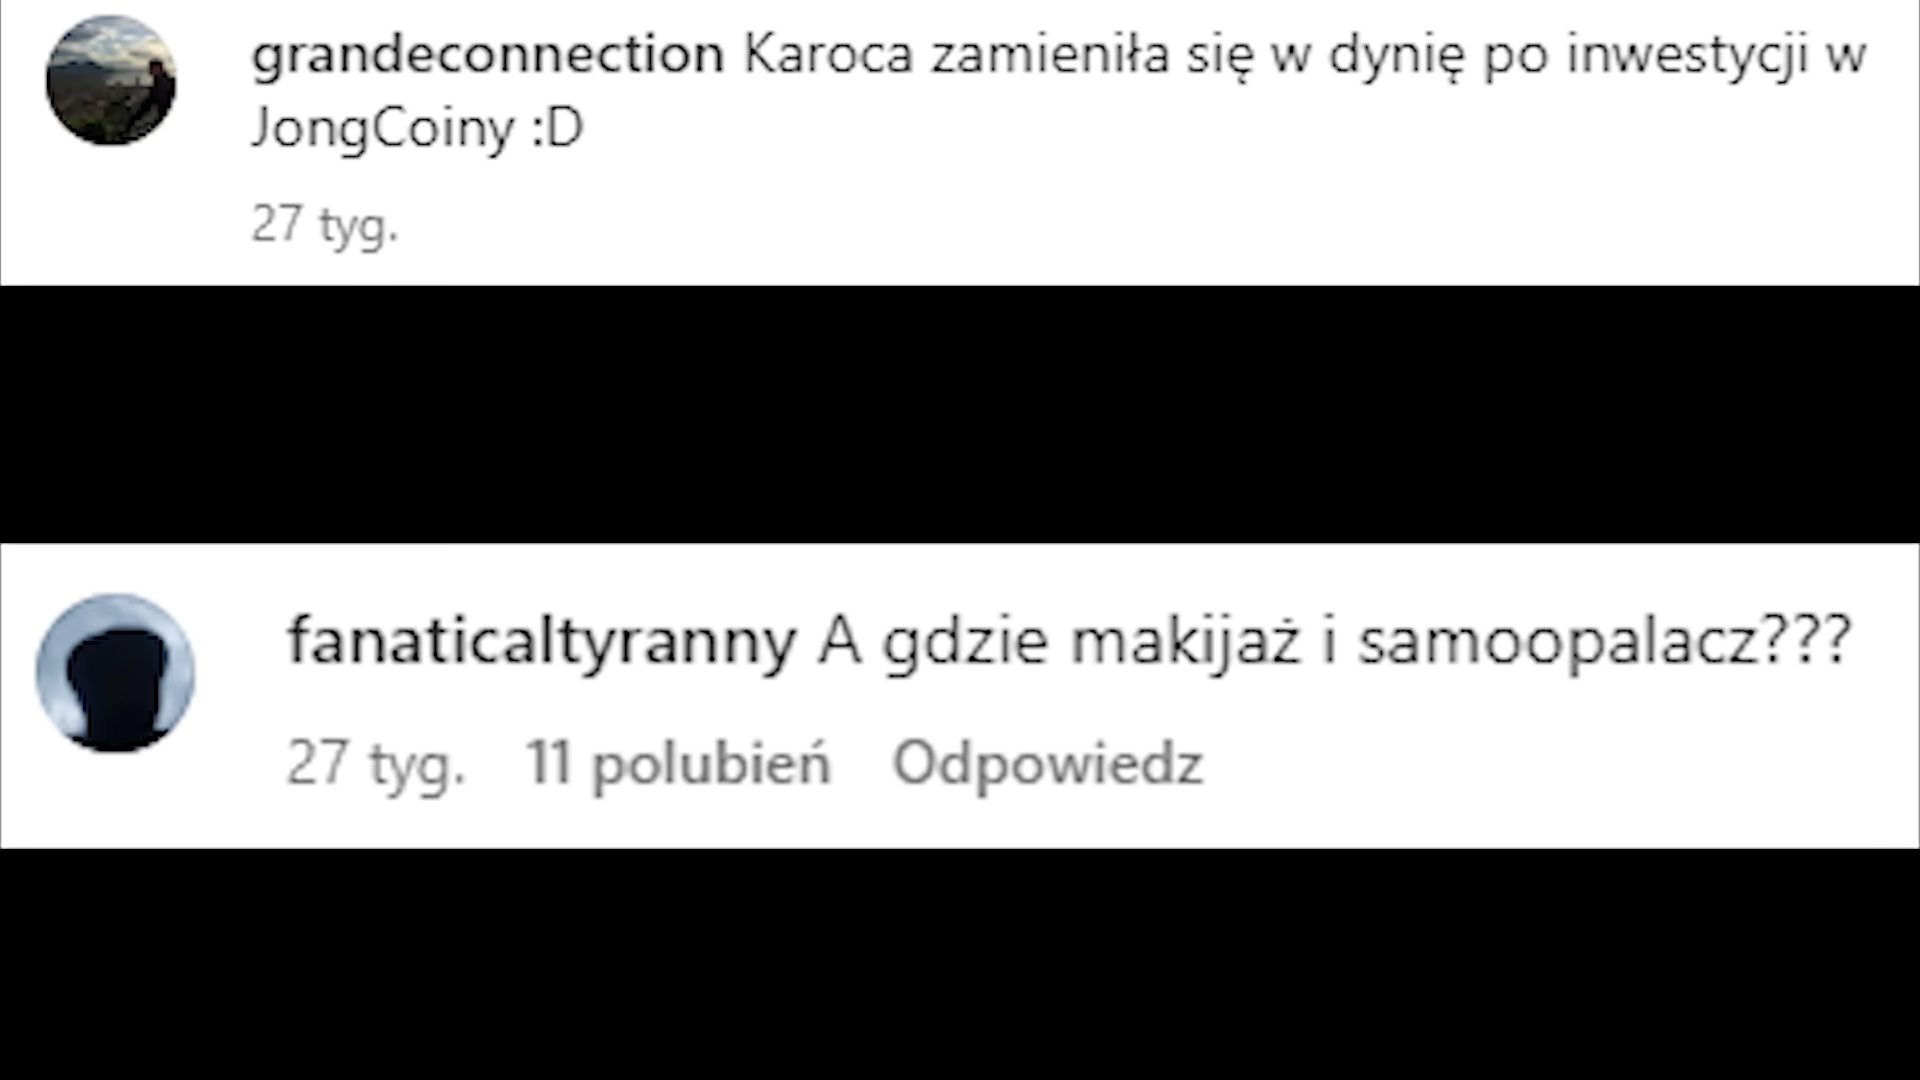 grandeconnection Karoca zamieniła się w dynię po inwestycji w
JongCoiny :D
27 tyg.
fanaticaltyranny A gdzie makijaż i samoopalacz???
27 tyg. 11 polubień Odpowiedz